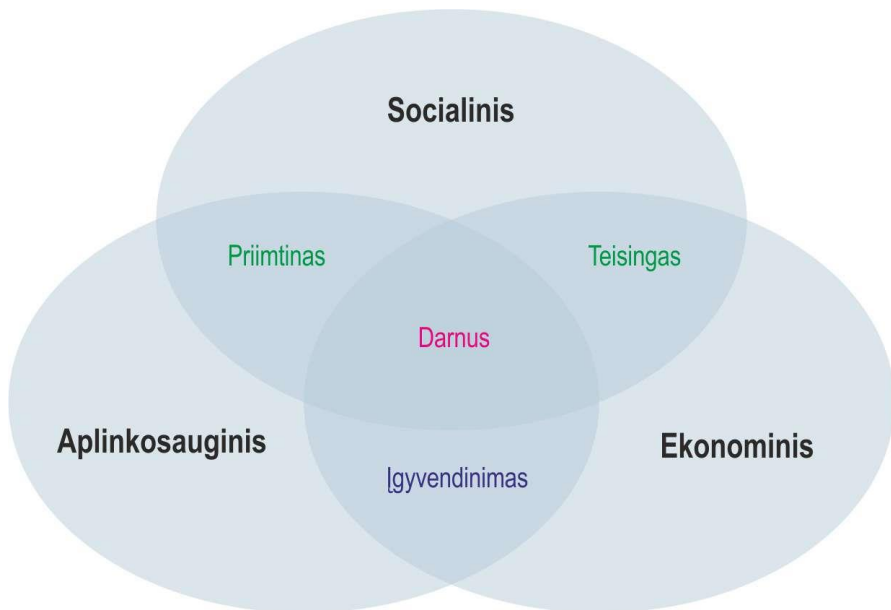 Socialinis
Priimtinas
Teisingas
Darnus
Aplinkosauginis
Ekonominis
Įgyvendinimas